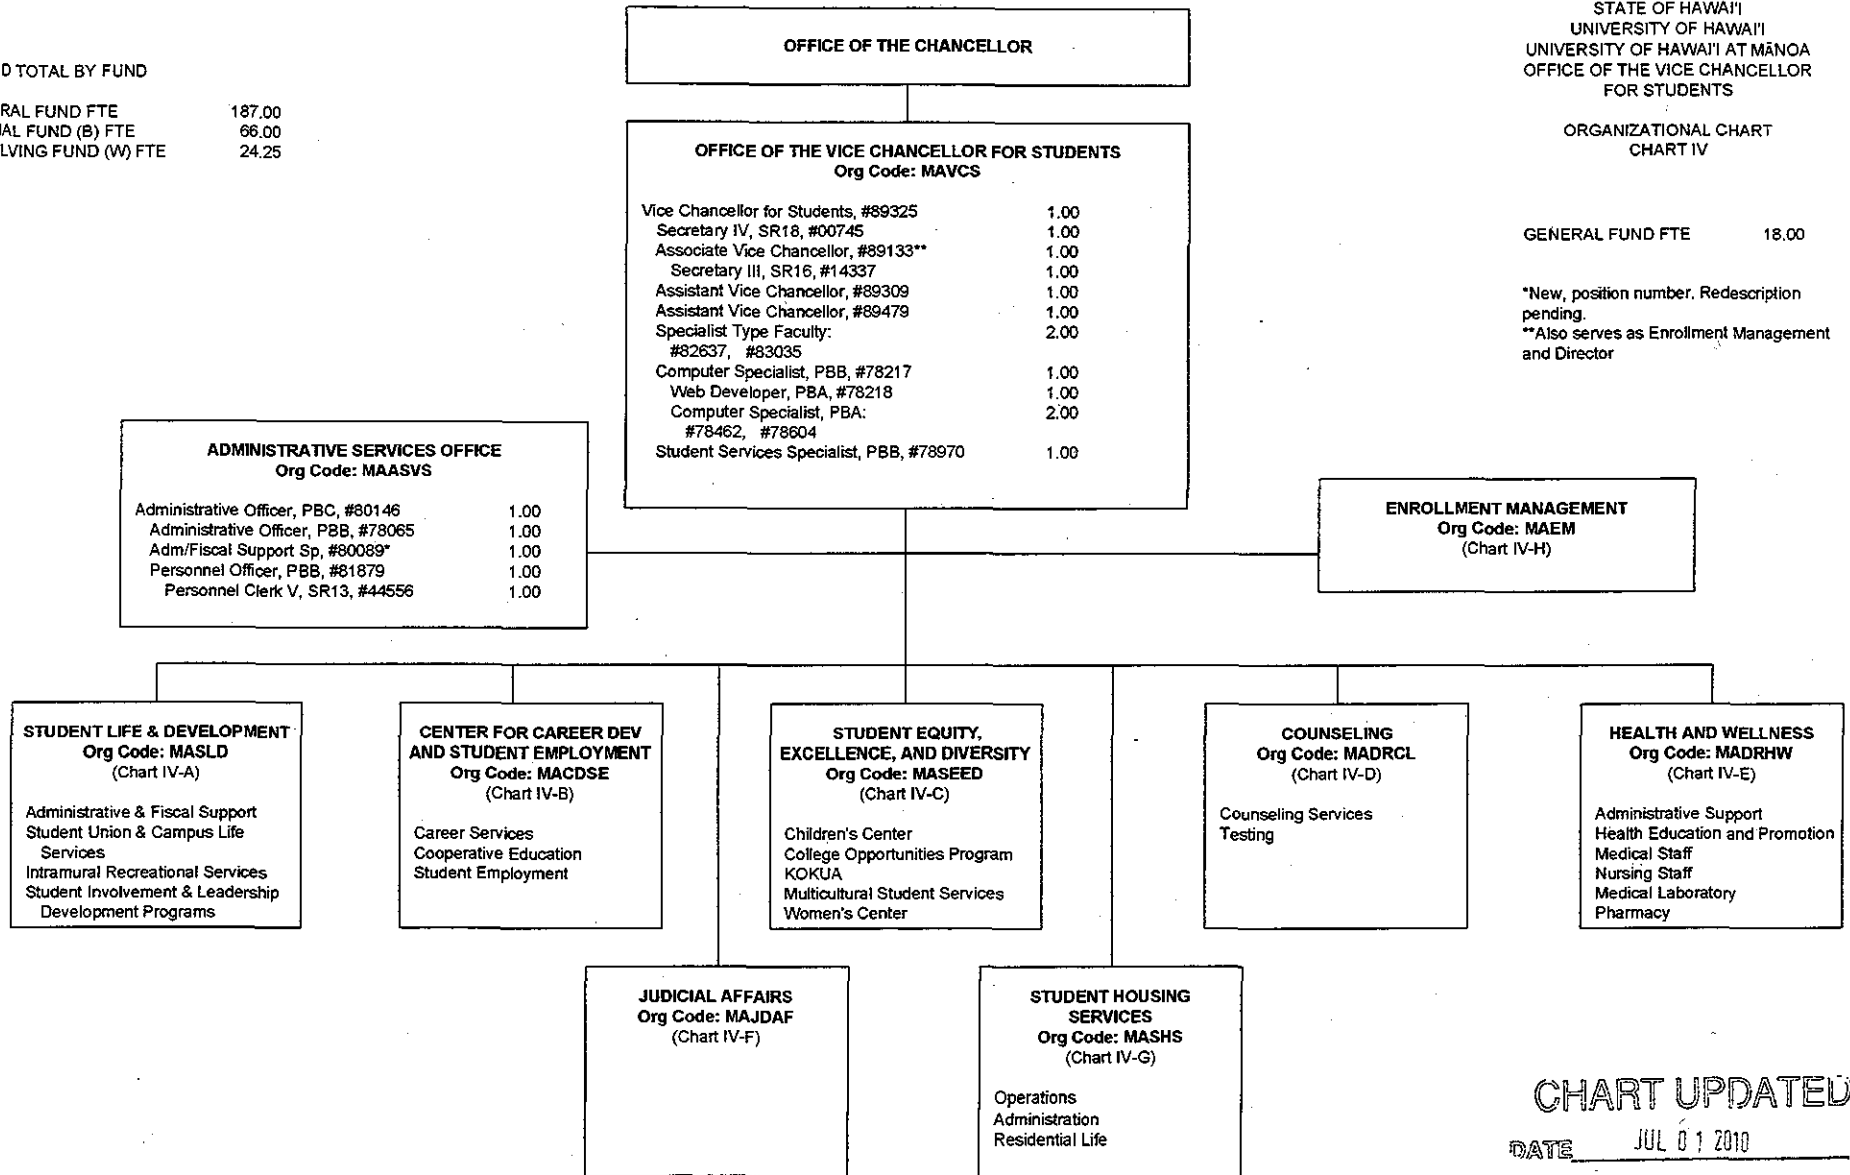 D TOTAL BY FUND
RAL FUND FTE 187.00
IAL FUND (B) FTE 66.00
LVING FUND (W) FTE 24.25
OFFICE OF THE CHANCELLOR
STATE OF HAWAI'I
UNIVERSITY OF HAWAI'I
UNIVERSITY OF HAWAI'I AT MĀNOA
OFFICE OF THE VICE CHANCELLOR
FOR STUDENTS
ORGANIZATIONAL CHART
CHART IV
GENERAL FUND FTE 18.00
*New, position number, Redescription
pending.
**Also serves as Enrollment Management
and Director
OFFICE OF THE VICE CHANCELLOR FOR STUDENTS
Org Code: MAVCS
Vice Chancellor for Students, #89325 1.00
Secretary IV, SR18, #00745 1.00
Associate Vice Chancellor, #89133** 1.00
Secretary III, SR16, #14337 1.00
Assistant Vice Chancellor, #89309 1.00
Assistant Vice Chancellor, #89479 1.00
Specialist Type Faculty: 2.00
#82637, #83035
Computer Specialist, PBB, #78217 1.00
Web Developer, PBA, #78218 1.00
Computer Specialist, PBA: 2.00
#78462, #78604
Student Services Specialist, PBB, #78970 1.00
ADMINISTRATIVE SERVICES OFFICE
Org Code: MAASVS
Administrative Officer, PBC, #80146 1.00
Administrative Officer, PBB, #78065 1.00
Adm/Fiscal Support Sp, #80089* 1.00
Personnel Officer, PBB, #81879 1.00
Personnel Clerk V, SR13, #44556 1.00
ENROLLMENT MANAGEMENT
Org Code: MAEM
(Chart IV-H)
STUDENT LIFE & DEVELOPMENT
Org Code: MASLD
(Chart IV-A)
Administrative & Fiscal Support
Student Union & Campus Life
Services
Intramural Recreational Services
Student Involvement & Leadership
Development Programs
CENTER FOR CAREER DEV
AND STUDENT EMPLOYMENT
Org Code: MACDSE
(Chart IV-B)
Career Services
Cooperative Education
Student Employment
STUDENT EQUITY,
EXCELLENCE, AND DIVERSITY
Org Code: MASEED
(Chart IV-C)
Children's Center
College Opportunities Program
KOKUA
Multicultural Student Services
Women's Center
COUNSELING
Org Code: MADRCL
(Chart IV-D)
Counseling Services
Testing
HEALTH AND WELLNESS
Org Code: MADRHW
(Chart IV-E)
Administrative Support
Health Education and Promotion
Medical Staff
Nursing Staff
Medical Laboratory
Pharmacy
JUDICIAL AFFAIRS
Org Code: MAJDAF
(Chart IV-F)
STUDENT HOUSING
SERVICES
Org Code: MASHS
(Chart IV-G)
Operations
Administration
Residential Life
CHART UPDATED
DATE JUL 01 2010